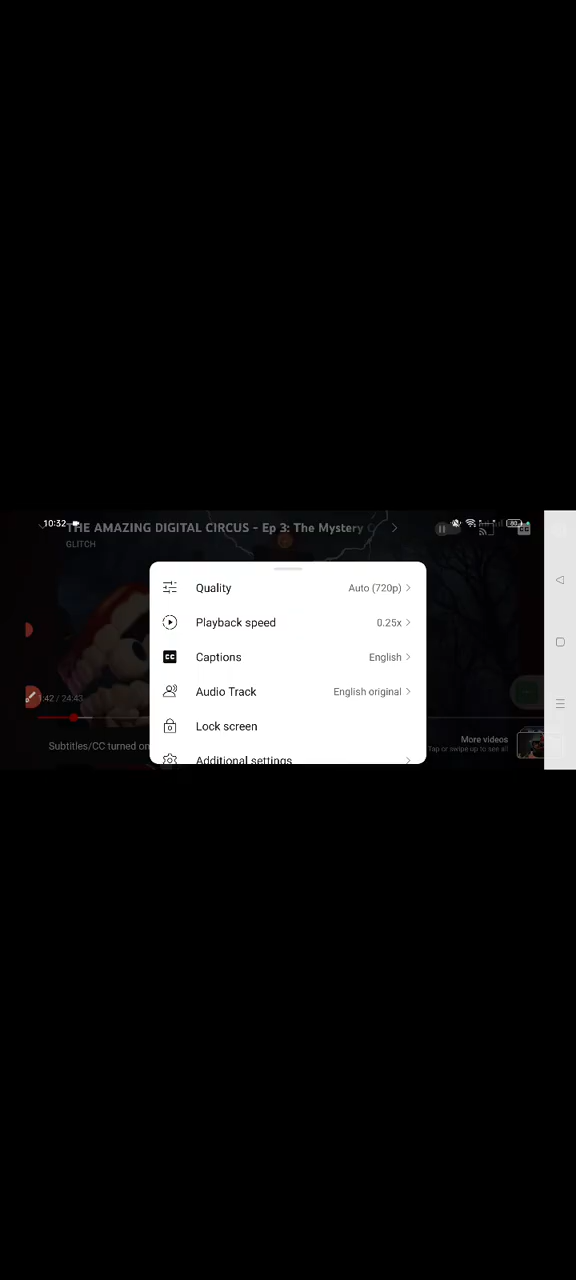 10:32
THE AMAZING DIGITAL CIRCUS - Ep 3: The Mystery
GLITCH
Quality Auto (720p)
Playback speed 0.25x
CC Captions English
Audio Track English original
Lock screen
:42 / 24:43
Subtitles/CC turned on
More videos
Tap or swipe up to see all
Additional settings